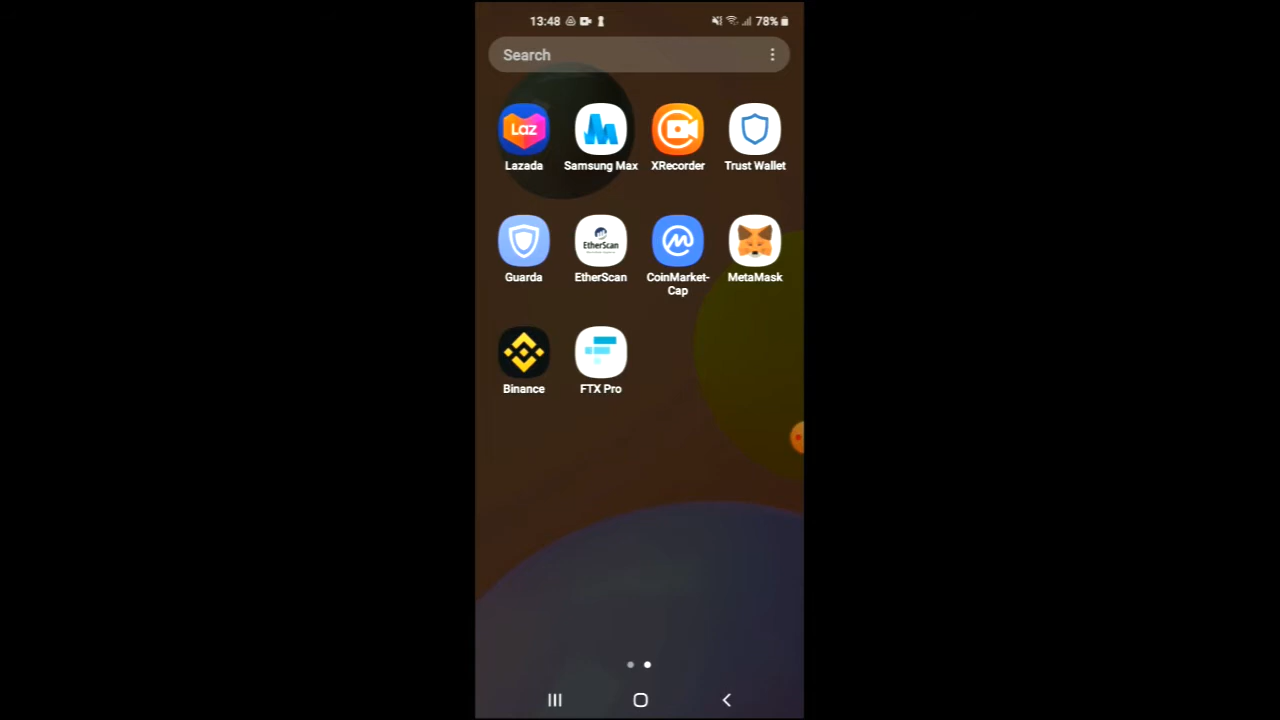 13:48 78%
Search
Laz
Lazada Samsung Max XRecorder Trust Wallet
EtherScan
Guarda EtherScan CoinMarket- MetaMask
Cap
Binance FTX Pro